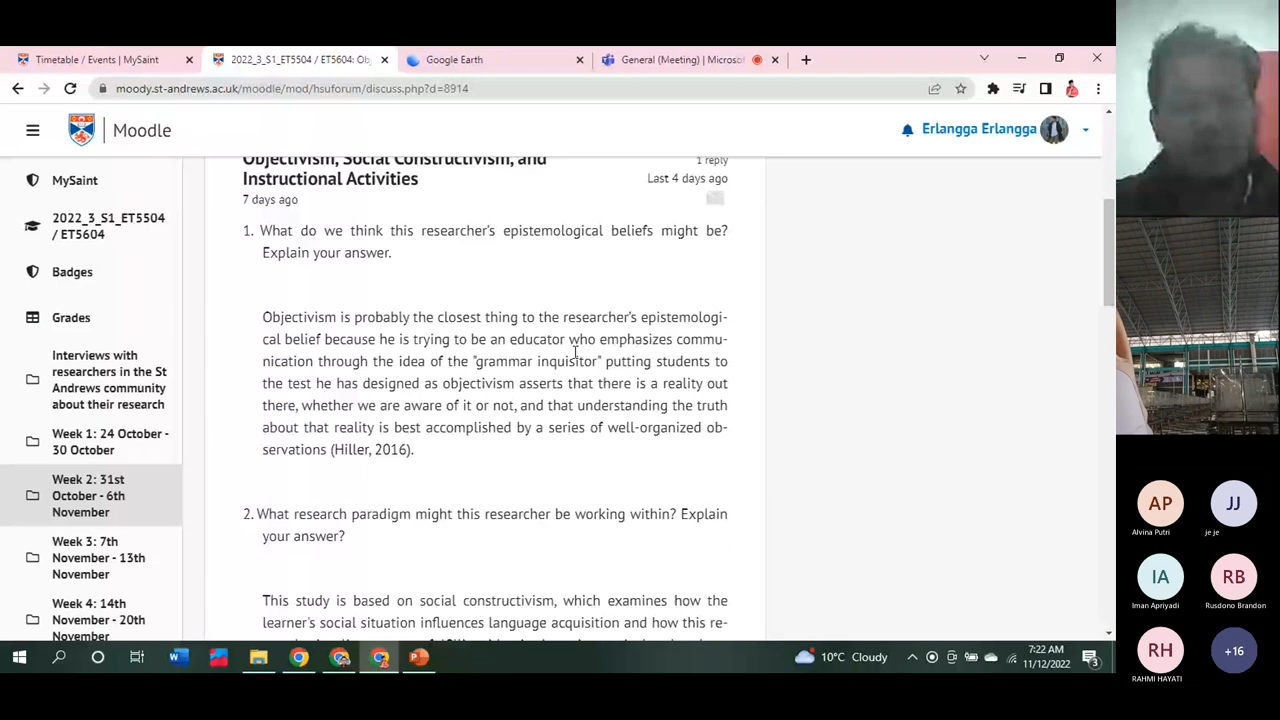 Timetable / Events | MySaint
2022_3_S1_ET5504 / ET5604: Obj
Google Earth
General (Meeting) | Microsof
moody.st-andrews.ac.uk/moodle/mod/hsuforum/discuss.php?d=8914
Moodle
Erlangga Erlangga
MySaint
2022_3_S1_ET5504
/ ET5604
Badges
Grades
Interviews with
researchers in the St
Andrews community
about their research
Week 1: 24 October -
30 October
Week 2: 31st
October - 6th
November
Week 3: 7th
November - 13th
November
Week 4: 14th
November - 20th
November
Objectivism, Social Constructivism, and
Instructional Activities
7 days ago
1 reply
Last 4 days ago
1. What do we think this researcher's epistemological beliefs might be?
Explain your answer.
Objectivism is probably the closest thing to the researcher's epistemologi-
cal belief because he is trying to be an educator who emphasizes commu-
nication through the idea of the "grammar inquisitor" putting students to
the test he has designed as objectivism asserts that there is a reality out
there, whether we are aware of it or not, and that understanding the truth
about that reality is best accomplished by a series of well-organized ob-
servations (Hiller, 2016).
2. What research paradigm might this researcher be working within? Explain
your answer?
This study is based on social constructivism, which examines how the
learner's social situation influences language acquisition and how this re-
10°C Cloudy
7:22 AM
11/12/2022
3
AP
Alvina Putri
JJ
je je
IA
Iman Apriyadi
RB
Rusdono Brandon
RH
RAHMI HAYATI
+16